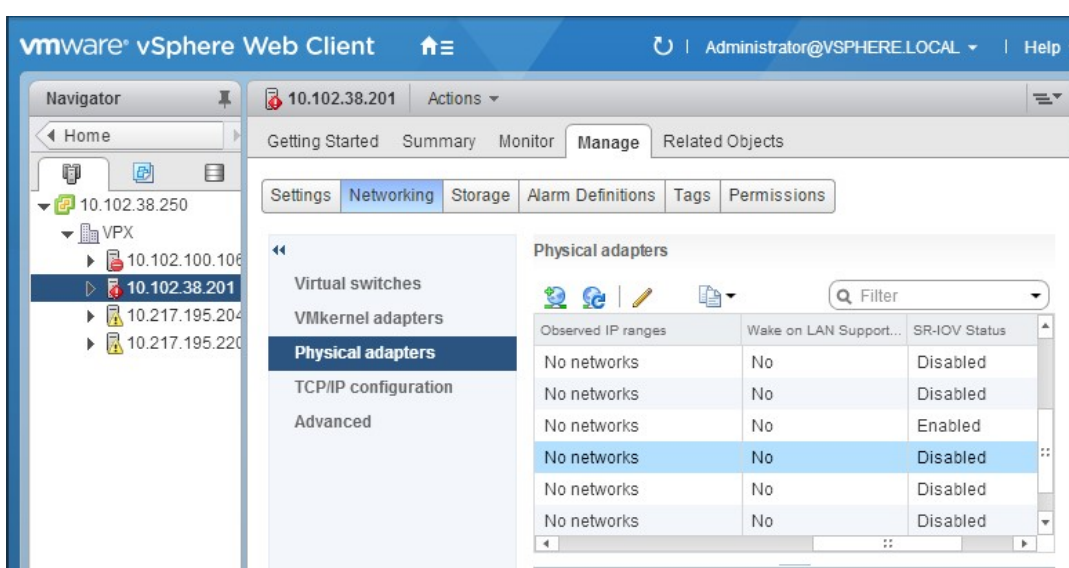 vmware® vSphere Web Client Administrator@VSPHERE.LOCAL Help
Navigator
Home
10.102.38.250
VPX
10.102.100.106
10.102.38.201
10.217.195.204
10.217.195.220
10.102.38.201 Actions
Getting Started Summary Monitor Manage Related Objects
Settings Networking Storage Alarm Definitions Tags Permissions
Virtual switches
VMkernel adapters
Physical adapters
TCP/IP configuration
Advanced
Physical adapters
Filter
Observed IP ranges Wake on LAN Support... SR-IOV Status
No networks No Disabled
No networks No Disabled
No networks No Enabled
No networks No Disabled
No networks No Disabled
No networks No Disabled